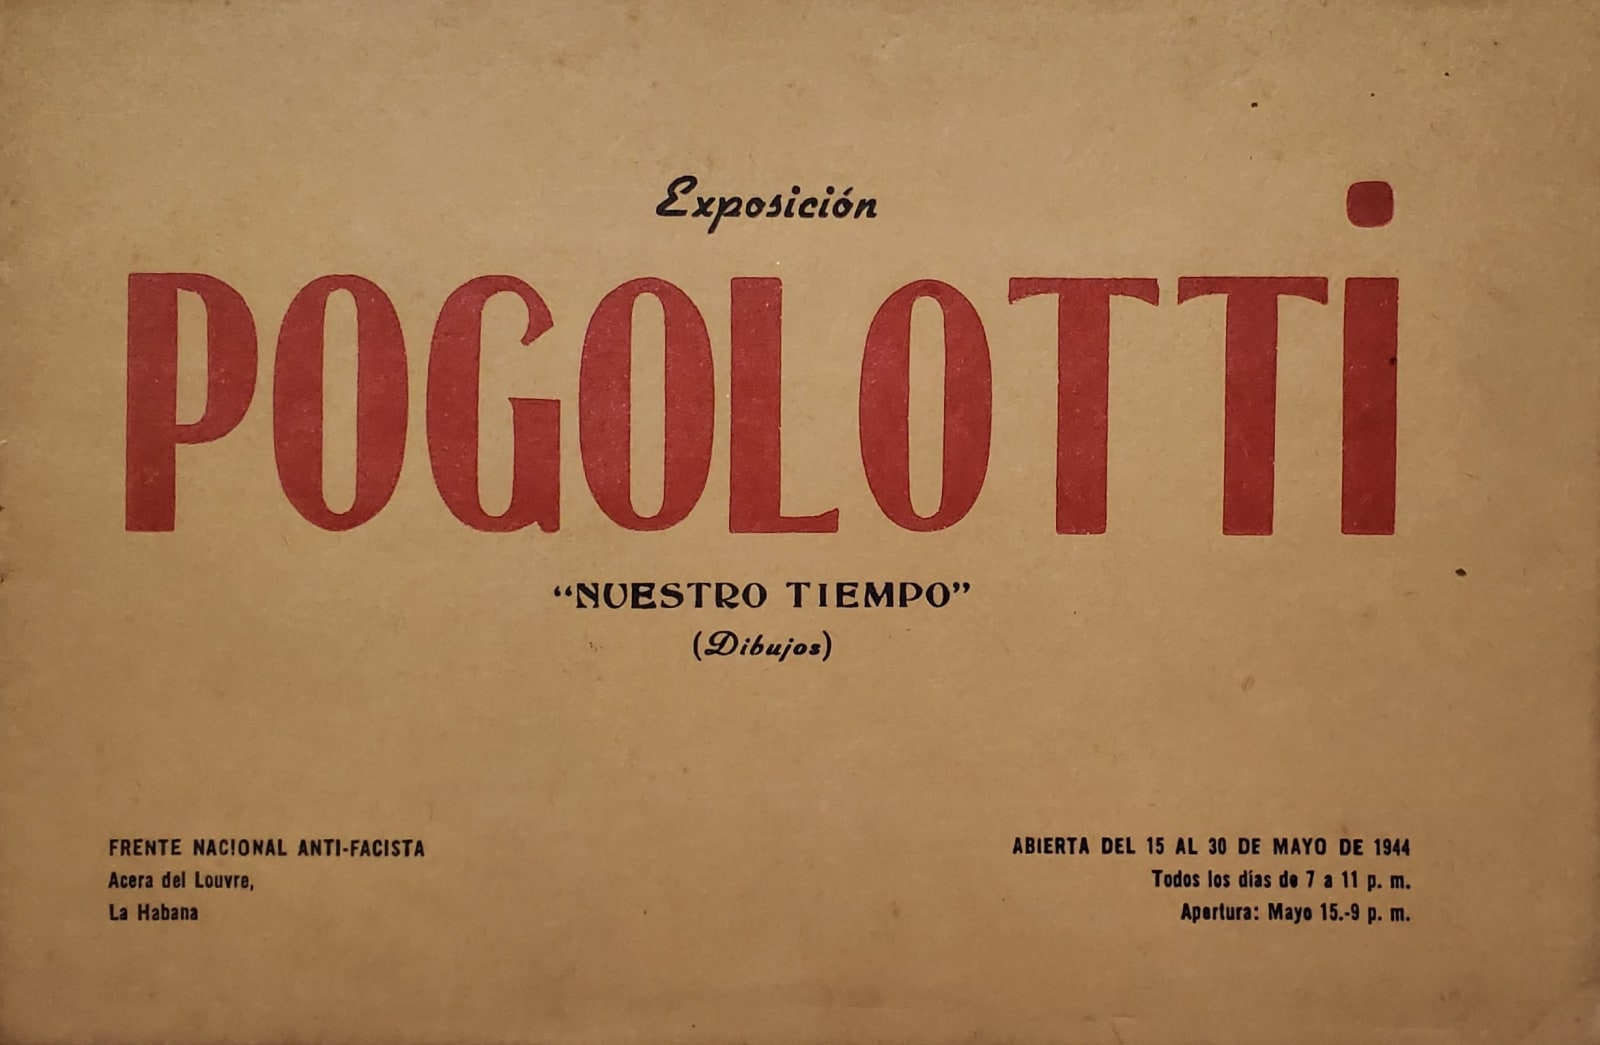 Exposición
POGOLOTTi
“NUESTRO TIEMPO”
(Dibujos)
FRENTE NACIONAL ANTI-FACISTA
Acera del Louvre,
La Habana
ABIERTA DEL 15 AL 30 DE MAYO DE 1944
Todos los días de 7 a 11 p. m.
Apertura: Mayo 15.-9 p. m.